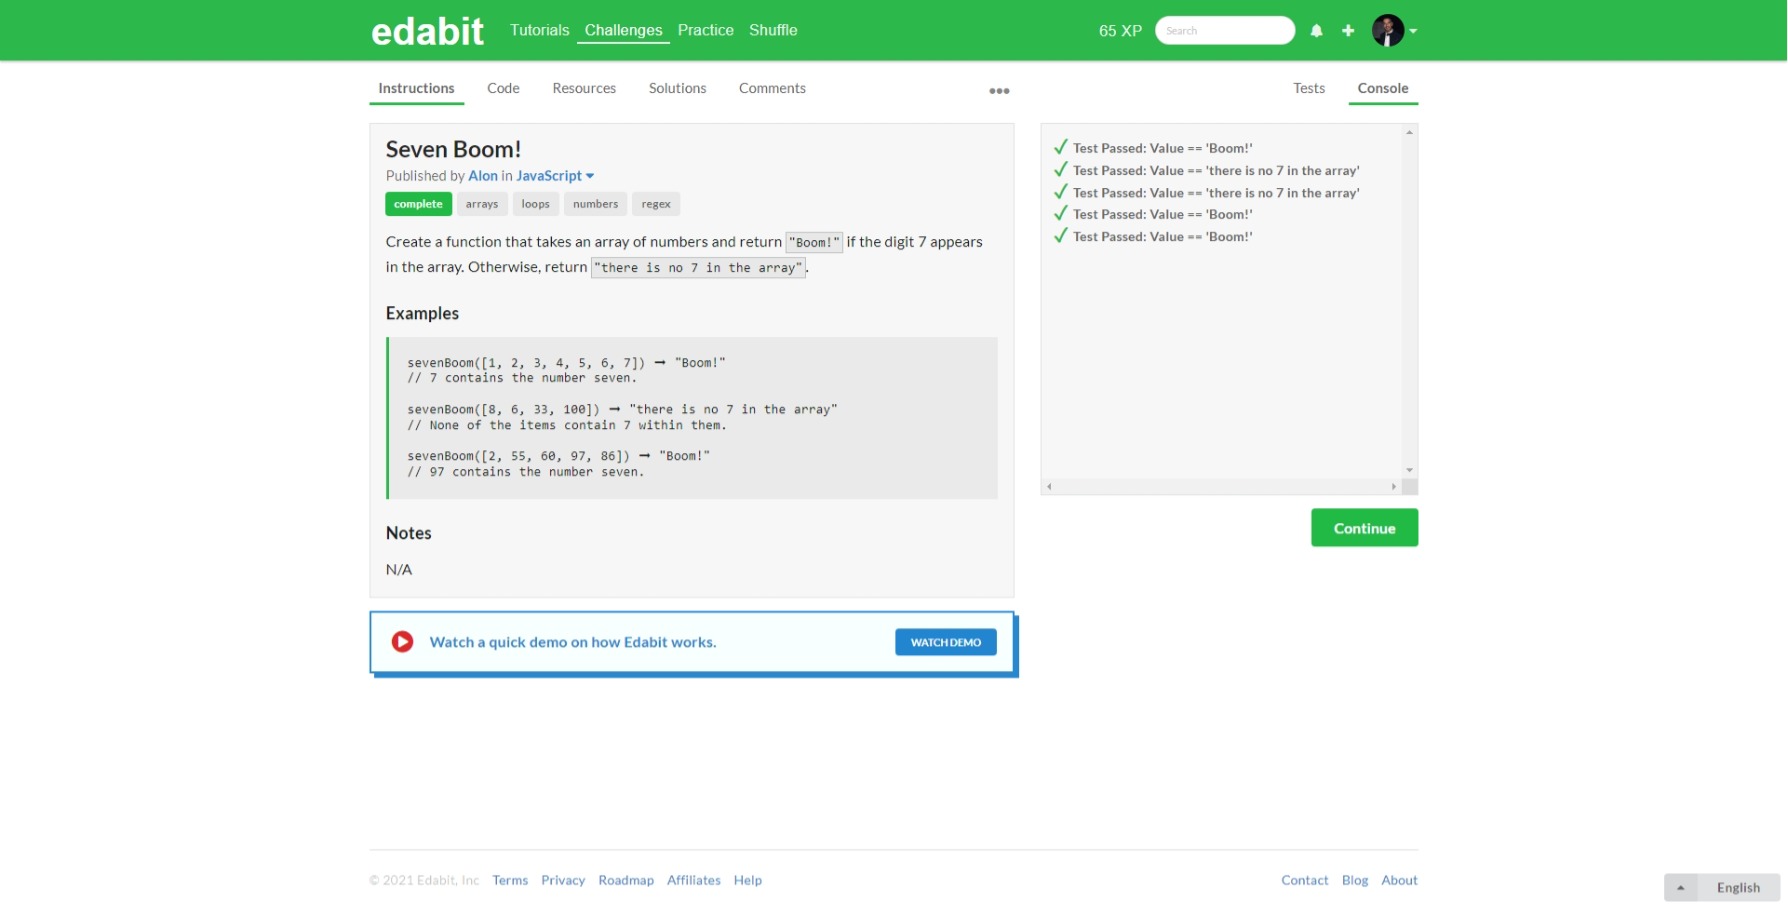 edabit Tutorials Challenges Practice Shuffle 65 XP Search
Instructions Code Resources Solutions Comments Tests Console
Seven Boom!
Published by Alon in JavaScript
complete arrays loops numbers regex
Create a function that takes an array of numbers and return "Boom!" if the digit 7 appears
in the array. Otherwise, return "there is no 7 in the array".
Examples
sevenBoom([1, 2, 3, 4, 5, 6, 7]) ➞ "Boom!"
// 7 contains the number seven.
sevenBoom([8, 6, 33, 100]) ➞ "there is no 7 in the array"
// None of the items contain 7 within them.
sevenBoom([2, 55, 60, 97, 86]) ➞ "Boom!"
// 97 contains the number seven.
Notes
N/A
Watch a quick demo on how Edabit works. WATCH DEMO
Test Passed: Value == 'Boom!'
Test Passed: Value == 'there is no 7 in the array'
Test Passed: Value == 'there is no 7 in the array'
Test Passed: Value == 'Boom!'
Test Passed: Value == 'Boom!'
Continue
© 2021 Edabit, Inc Terms Privacy Roadmap Affiliates Help Contact Blog About
English